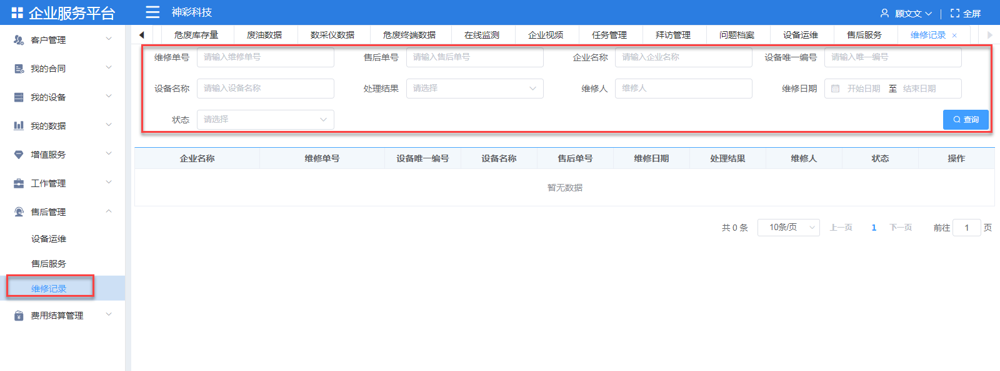 企业服务平台 神彩科技 顾文文 全屏
客户管理
我的合同
我的设备
我的数据
增值服务
工作管理
售后管理
设备运维
售后服务
维修记录
费用结算管理
危废库存量 废油数据 数采仪数据 危废终端数据 在线监测 企业视频 任务管理 拜访管理 问题档案 设备运维 售后服务 维修记录 ×
维修单号 请输入维修单号 售后单号 请输入售后单号 企业名称 请输入企业名称 设备唯一编号 请输入唯一编号
设备名称 请输入设备名称 处理结果 请选择 维修人 维修人 维修日期 开始日期 至 结束日期
状态 请选择 查询
企业名称 维修单号 设备唯一编号 设备名称 售后单号 维修日期 处理结果 维修人 状态 操作
暂无数据
共 0 条 10条/页 上一页 1 下一页 前往 1 页